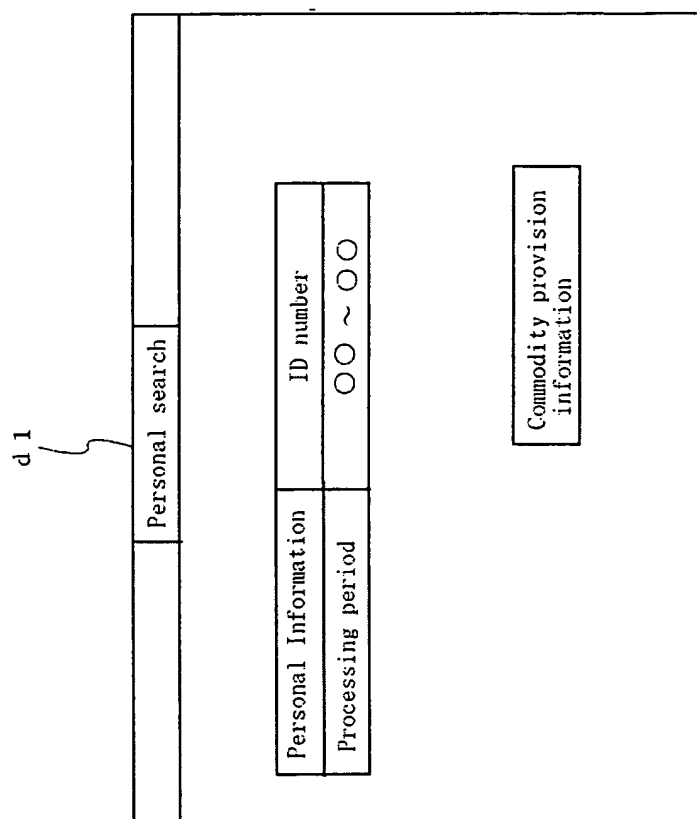 d 1
Personal search
Personal Information
ID number
Processing period
○○ ~ ○○
Commodity provision
information